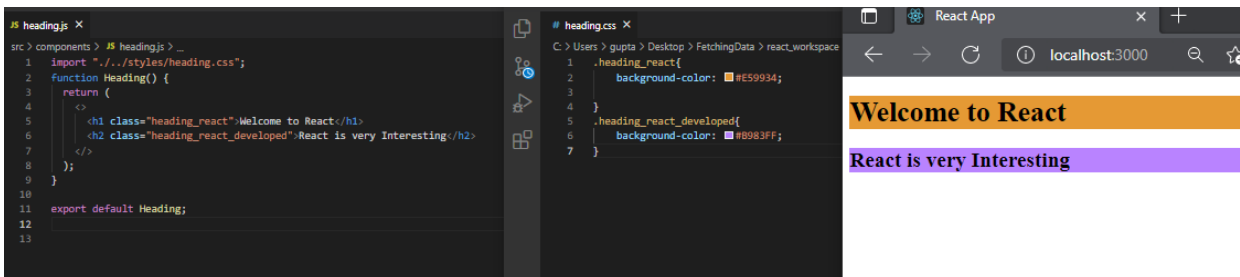 JS heading.js ×
src > components > JS heading.js > ...
1 import "./../styles/heading.css";
2 function Heading() {
3   return (
4     <>
5       <h1 class="heading_react">Welcome to React</h1>
6       <h2 class="heading_react_developed">React is very Interesting</h2>
7     </>
8   );
9 }
10
11 export default Heading;
12
13
# heading.css ×
C: > Users > gupta > Desktop > FetchingData > react_workspace
1 .heading_react{
2     background-color: #E59934;
3
4 }
5 .heading_react_developed{
6     background-color: #B983FF;
7 }
React App ×
localhost:3000
Welcome to React
React is very Interesting